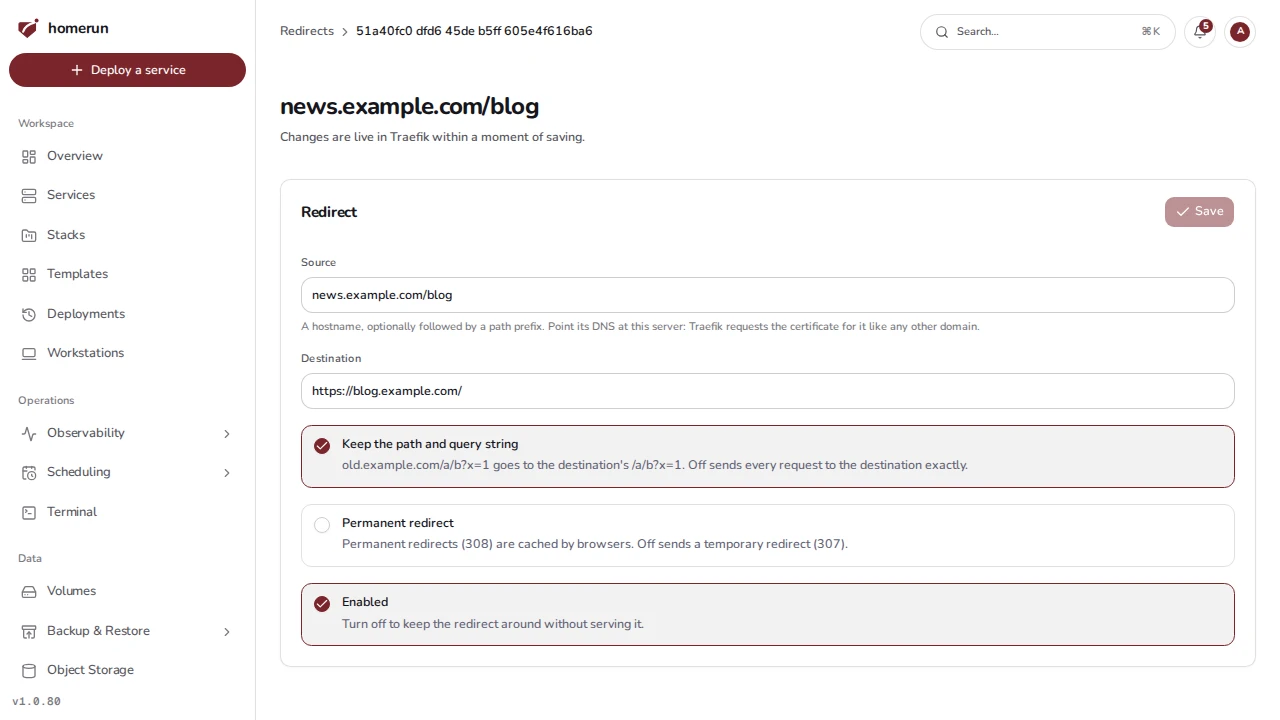 homerun
Deploy a service
Workspace
Overview
Services
Stacks
Templates
Deployments
Workstations
Operations
Observability
Scheduling
Terminal
Data
Volumes
Backup & Restore
Object Storage
v1.0.80
Redirects > 51a40fc0 dfd6 45de b5ff 605e4f616ba6
Search... ⌘K
5
A
news.example.com/blog
Changes are live in Traefik within a moment of saving.
Redirect
Save
Source
news.example.com/blog
A hostname, optionally followed by a path prefix. Point its DNS at this server: Traefik requests the certificate for it like any other domain.
Destination
https://blog.example.com/
Keep the path and query string
old.example.com/a/b?x=1 goes to the destination's /a/b?x=1. Off sends every request to the destination exactly.
Permanent redirect
Permanent redirects (308) are cached by browsers. Off sends a temporary redirect (307).
Enabled
Turn off to keep the redirect around without serving it.